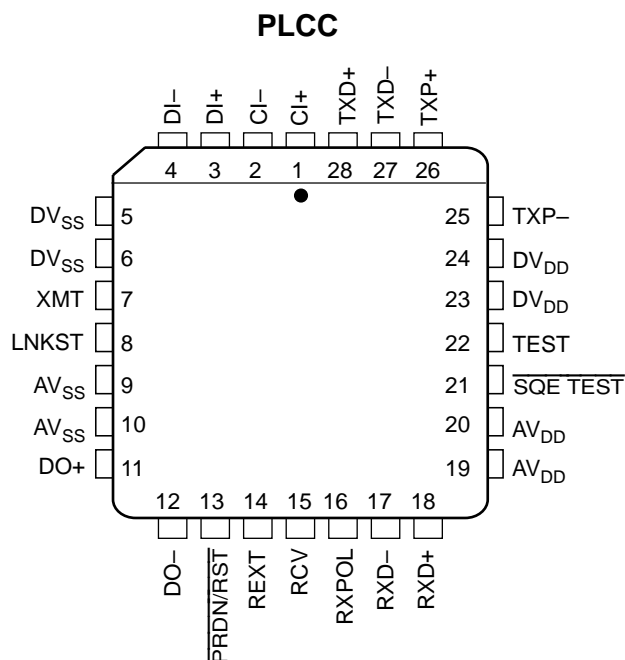 PLCC
DI– DI+ CI– CI+ TXD+ TXD– TXP+
4 3 2 1 28 27 26
DVSS 5 25 TXP–
DVSS 6 24 DVDD
XMT 7 23 DVDD
LNKST 8 22 TEST
AVSS 9 21 SQE TEST
AVSS 10 20 AVDD
DO+ 11 19 AVDD
12 13 14 15 16 17 18
DO– PRDN/RST REXT RCV RXPOL RXD– RXD+